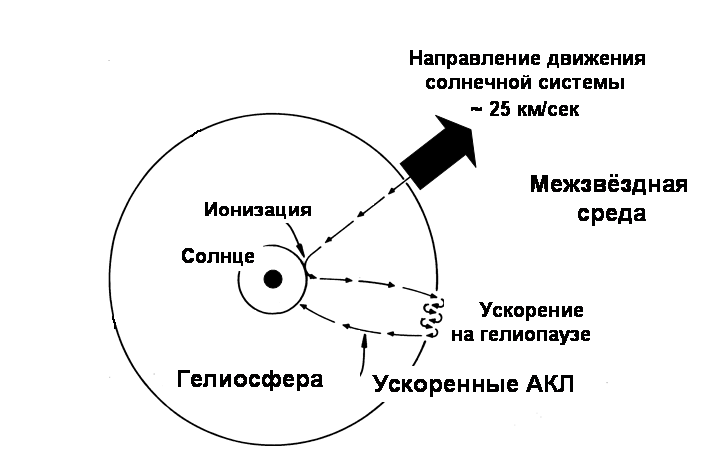 Направление движения
солнечной системы
~ 25 км/сек
Межзвёздная
среда
Ионизация
Солнце
Ускорение
на гелиопаузе
Гелиосфера
Ускоренные АКЛ